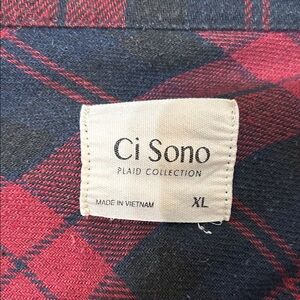 Ci Sono
PLAID COLLECTION
MADE IN VIETNAM XL